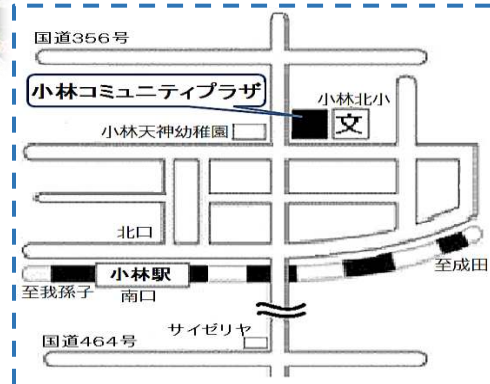 国道356号
小林コミュニティプラザ
小林北小
小林天神幼稚園
文
北口
小林駅
至我孫子
南口
至成田
サイゼリヤ
国道464号